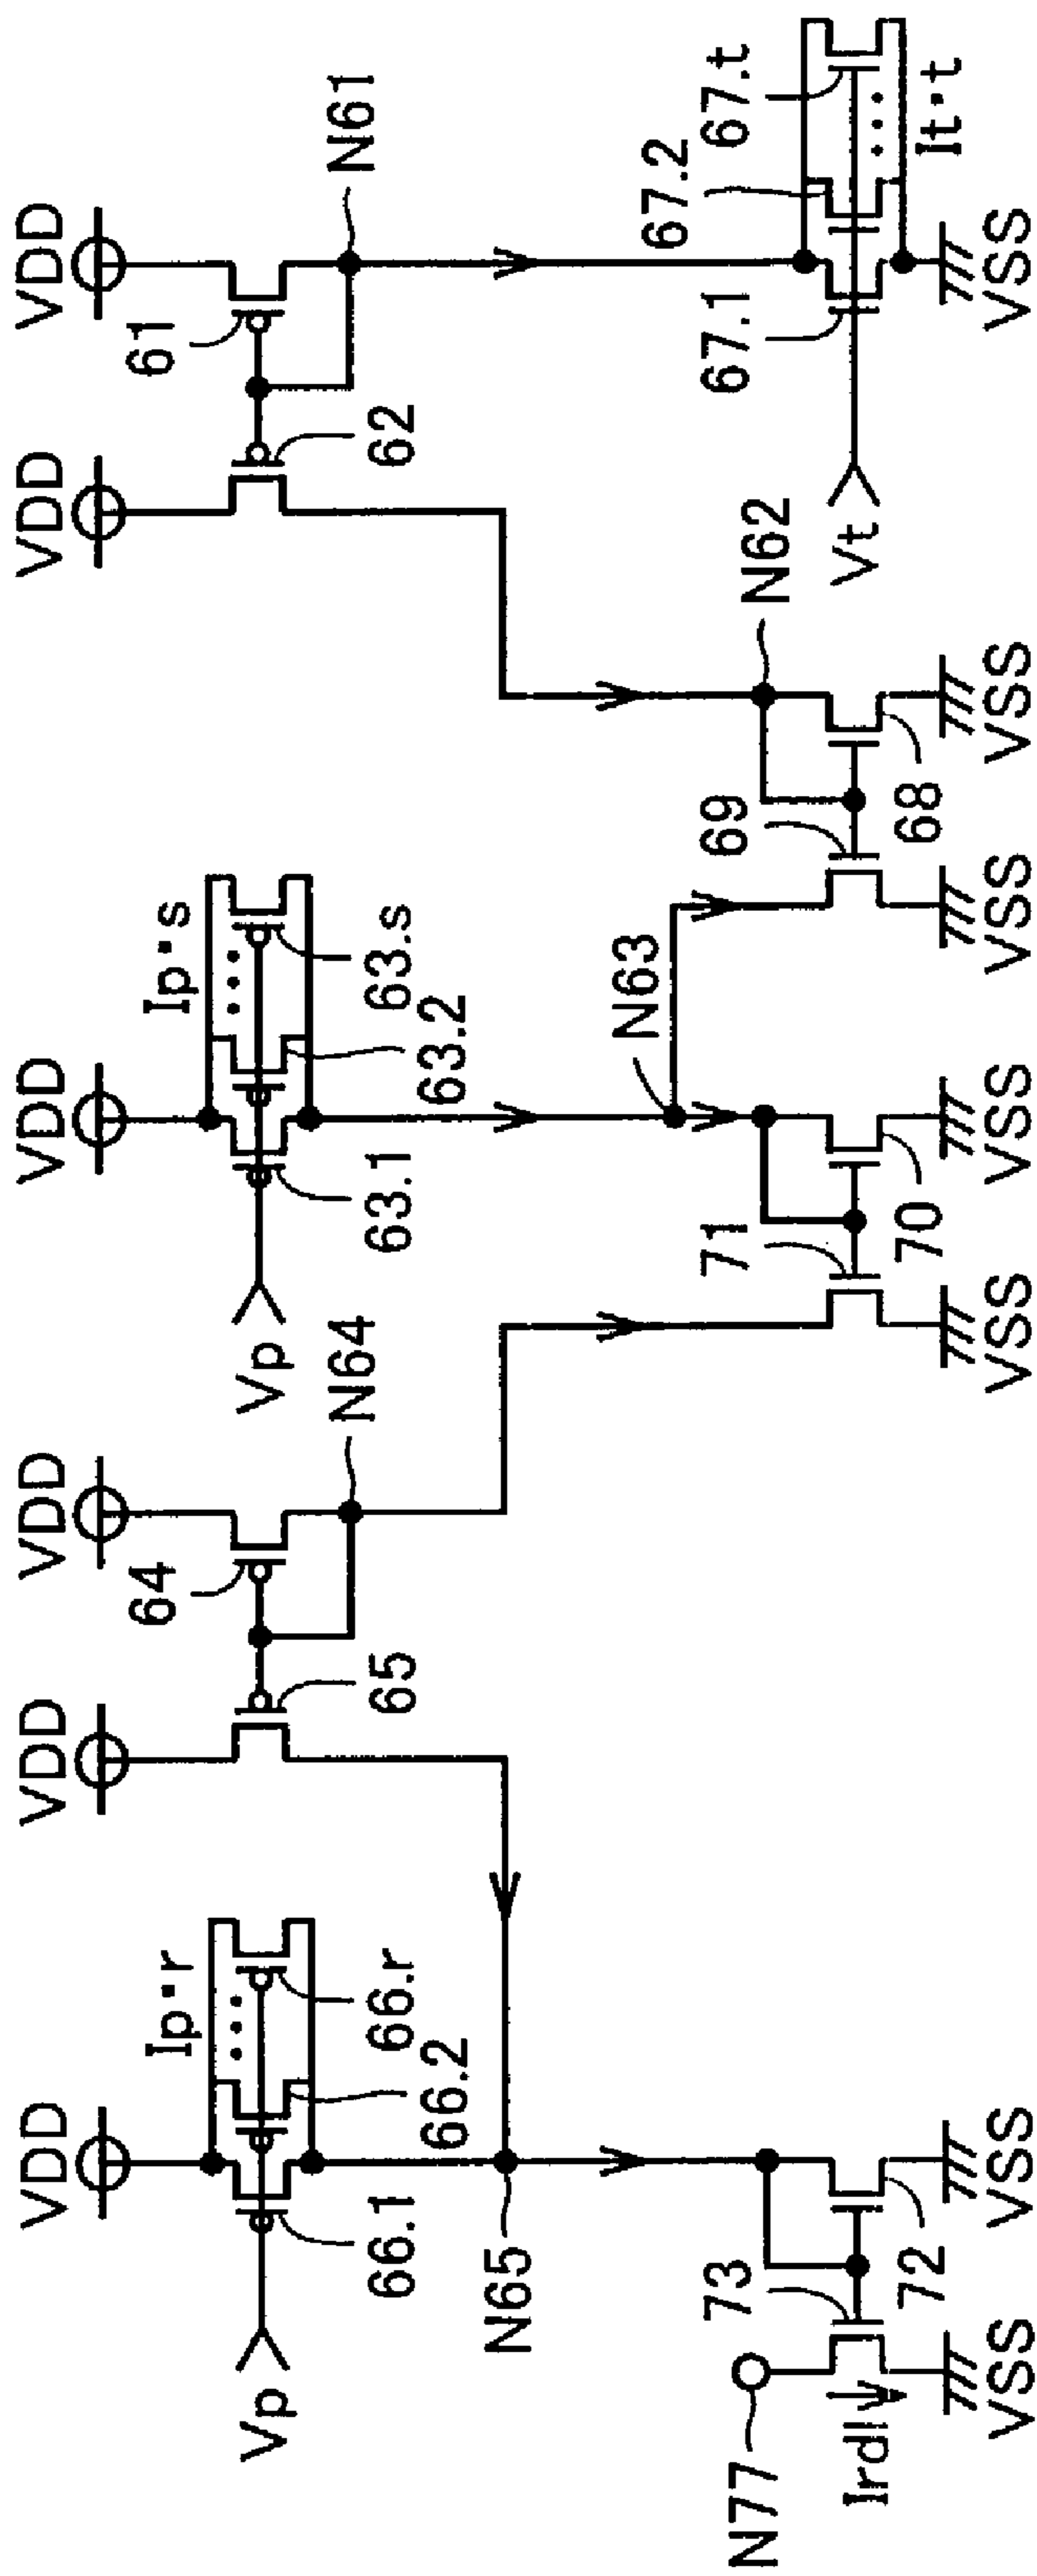 VDD
VDD
VDD
VDD
VDD
VDD
Ip・r
64
Ip・s
61
Vp
Vp
66.1
66.r
65
N64
63.1
63.s
62
N61
66.2
63.2
N65
N63
67.2
73
71
69
67.1
67.t
N77
N62
Irdl
Vt
72
70
68
It・t
VSS
VSS
VSS
VSS
VSS
VSS
VSS